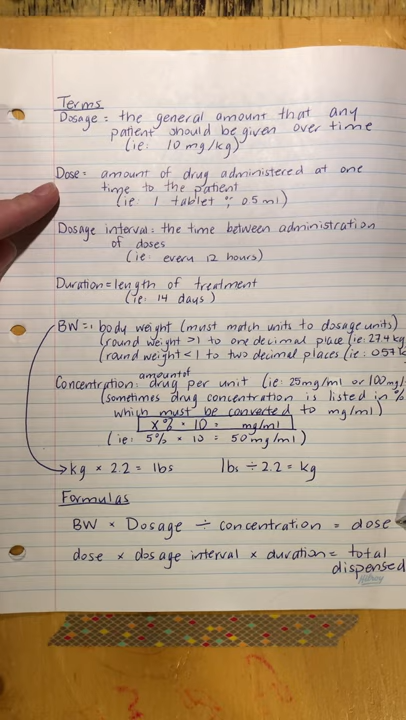 Terms
Dosage = the general amount that any
patient should be given over time
(ie: 10 mg/kg)
Dose = amount of drug administered at one
time to the patient
(ie: 1 tablet or 0.5 ml)
Dosage interval: the time between administration
of doses
(ie: every 12 hours)
Duration = length of treatment
(ie: 14 days)
BW = body weight (must match units to dosage units)
(round weight >1 to one decimal place (ie: 27.4 kg
(round weight <1 to two decimal places (ie: 0.57 k
amount of
Concentration: drug per unit (ie: 25mg/ml or 100mg/
(sometimes drug concentration is listed in %
which must be converted to mg/ml)
X% × 10 = mg/ml
(ie: 5% × 10 = 50 mg/ml)
kg × 2.2 = lbs lbs ÷ 2.2 = kg
Formulas
BW × Dosage ÷ concentration = dose
dose × dosage interval × duration = total
dispensed
Hilroy